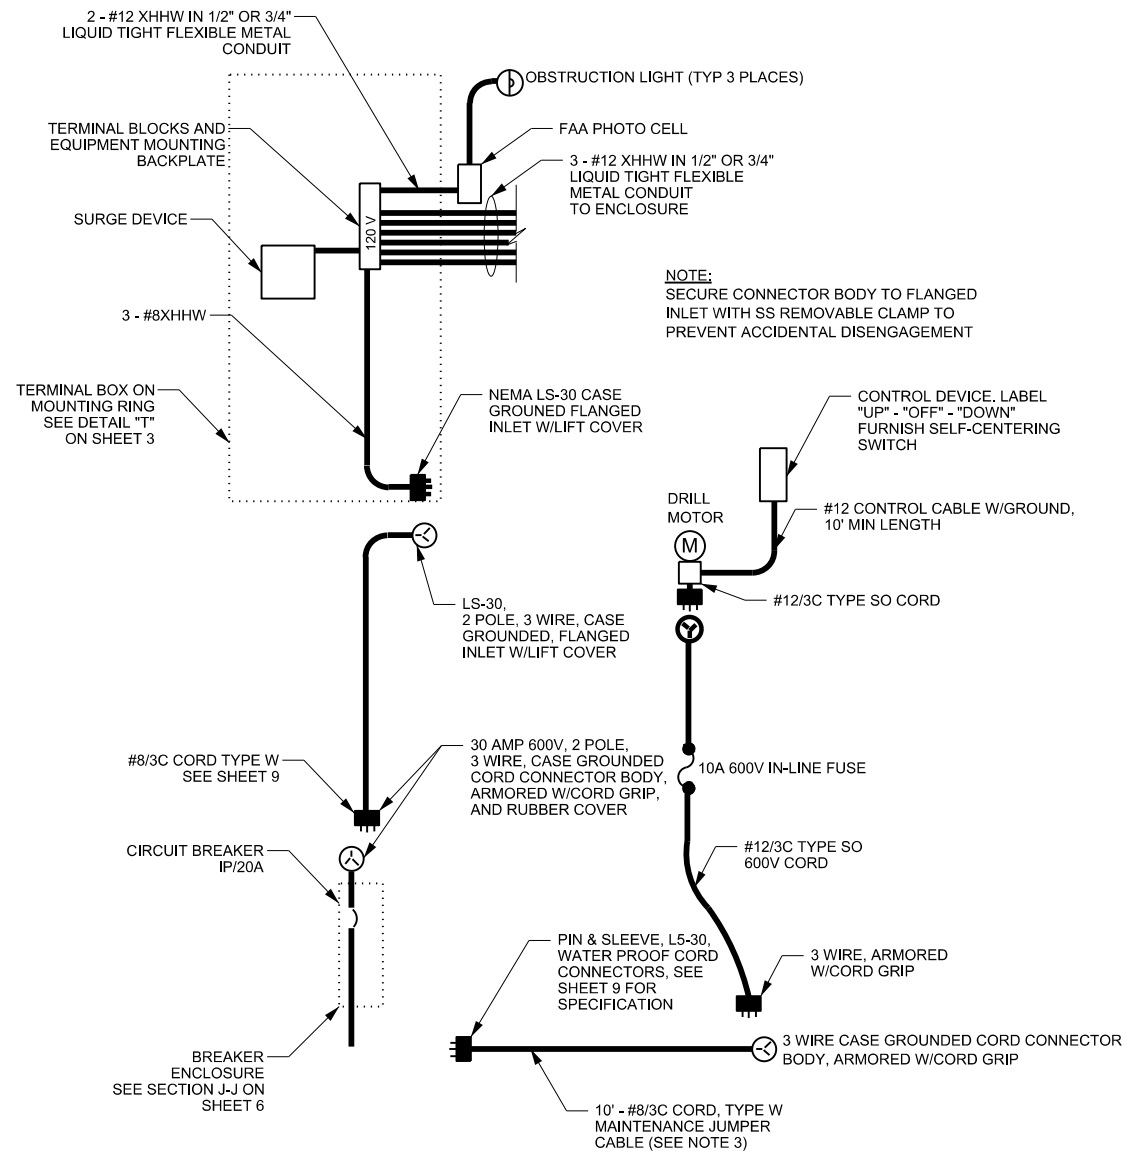 2 - #12 XHHW IN 1/2" OR 3/4"
LIQUID TIGHT FLEXIBLE METAL
CONDUIT
OBSTRUCTION LIGHT (TYP 3 PLACES)
TERMINAL BLOCKS AND
EQUIPMENT MOUNTING
BACKPLATE
FAA PHOTO CELL
3 - #12 XHHW IN 1/2" OR 3/4"
LIQUID TIGHT FLEXIBLE
METAL CONDUIT
TO ENCLOSURE
SURGE DEVICE
120 V
NOTE:
SECURE CONNECTOR BODY TO FLANGED
INLET WITH SS REMOVABLE CLAMP TO
PREVENT ACCIDENTAL DISENGAGEMENT
3 - #8XHHW
TERMINAL BOX ON
MOUNTING RING
SEE DETAIL "T"
ON SHEET 3
NEMA LS-30 CASE
GROUNED FLANGED
INLET W/LIFT COVER
CONTROL DEVICE. LABEL
"UP" - "OFF" - "DOWN"
FURNISH SELF-CENTERING
SWITCH
DRILL
MOTOR
M
#12 CONTROL CABLE W/GROUND,
10' MIN LENGTH
#12/3C TYPE SO CORD
LS-30,
2 POLE, 3 WIRE, CASE
GROUNDED, FLANGED
INLET W/LIFT COVER
#8/3C CORD TYPE W
SEE SHEET 9
30 AMP 600V, 2 POLE,
3 WIRE, CASE GROUNDED
CORD CONNECTOR BODY,
ARMORED W/CORD GRIP,
AND RUBBER COVER
10A 600V IN-LINE FUSE
CIRCUIT BREAKER
IP/20A
#12/3C TYPE SO
600V CORD
PIN & SLEEVE, L5-30,
WATER PROOF CORD
CONNECTORS, SEE
SHEET 9 FOR
SPECIFICATION
3 WIRE, ARMORED
W/CORD GRIP
BREAKER
ENCLOSURE
SEE SECTION J-J ON
SHEET 6
3 WIRE CASE GROUNDED CORD CONNECTOR
BODY, ARMORED W/CORD GRIP
10' - #8/3C CORD, TYPE W
MAINTENANCE JUMPER
CABLE (SEE NOTE 3)